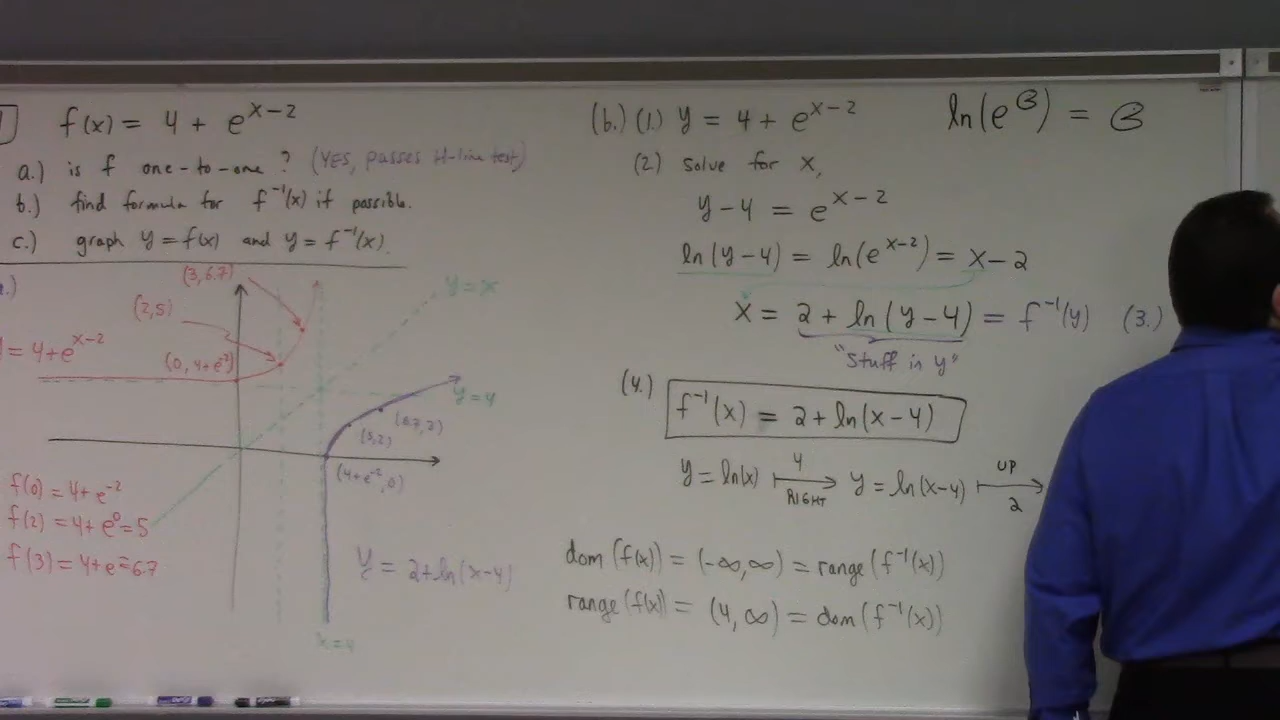 f(x) = 4 + e^{x-2}
a.) is f one-to-one? (YES, PASSES H-line test)
b.) find formula for f⁻¹(x) if possible.
c.) graph y = f(x) and y = f⁻¹(x).
(3, 6.7)
(2, 5)
y = x
= 4 + e^{x-2}
(0, 4+e⁻²)
y = 4
(6.7, 3)
(5, 2)
(4+e⁻², 0)
f(0) = 4 + e⁻²
f(2) = 4 + e⁰ = 5
f(3) = 4 + e = 6.7
y = 2 + ln(x-4)
x = 4
(b.) (1.) y = 4 + e^{x-2}
ln(e^☺) = ☺
(2) solve for x,
y - 4 = e^{x-2}
ln(y-4) = ln(e^{x-2}) = x - 2
x = 2 + ln(y-4) = f⁻¹(y) (3.)
"Stuff in y"
(4.) f⁻¹(x) = 2 + ln(x-4)
y = ln(x) ⟼ 4 RIGHT y = ln(x-4) ⟼ UP 2
dom(f(x)) = (-∞, ∞) = range(f⁻¹(x))
range(f(x)) = (4, ∞) = dom(f⁻¹(x))